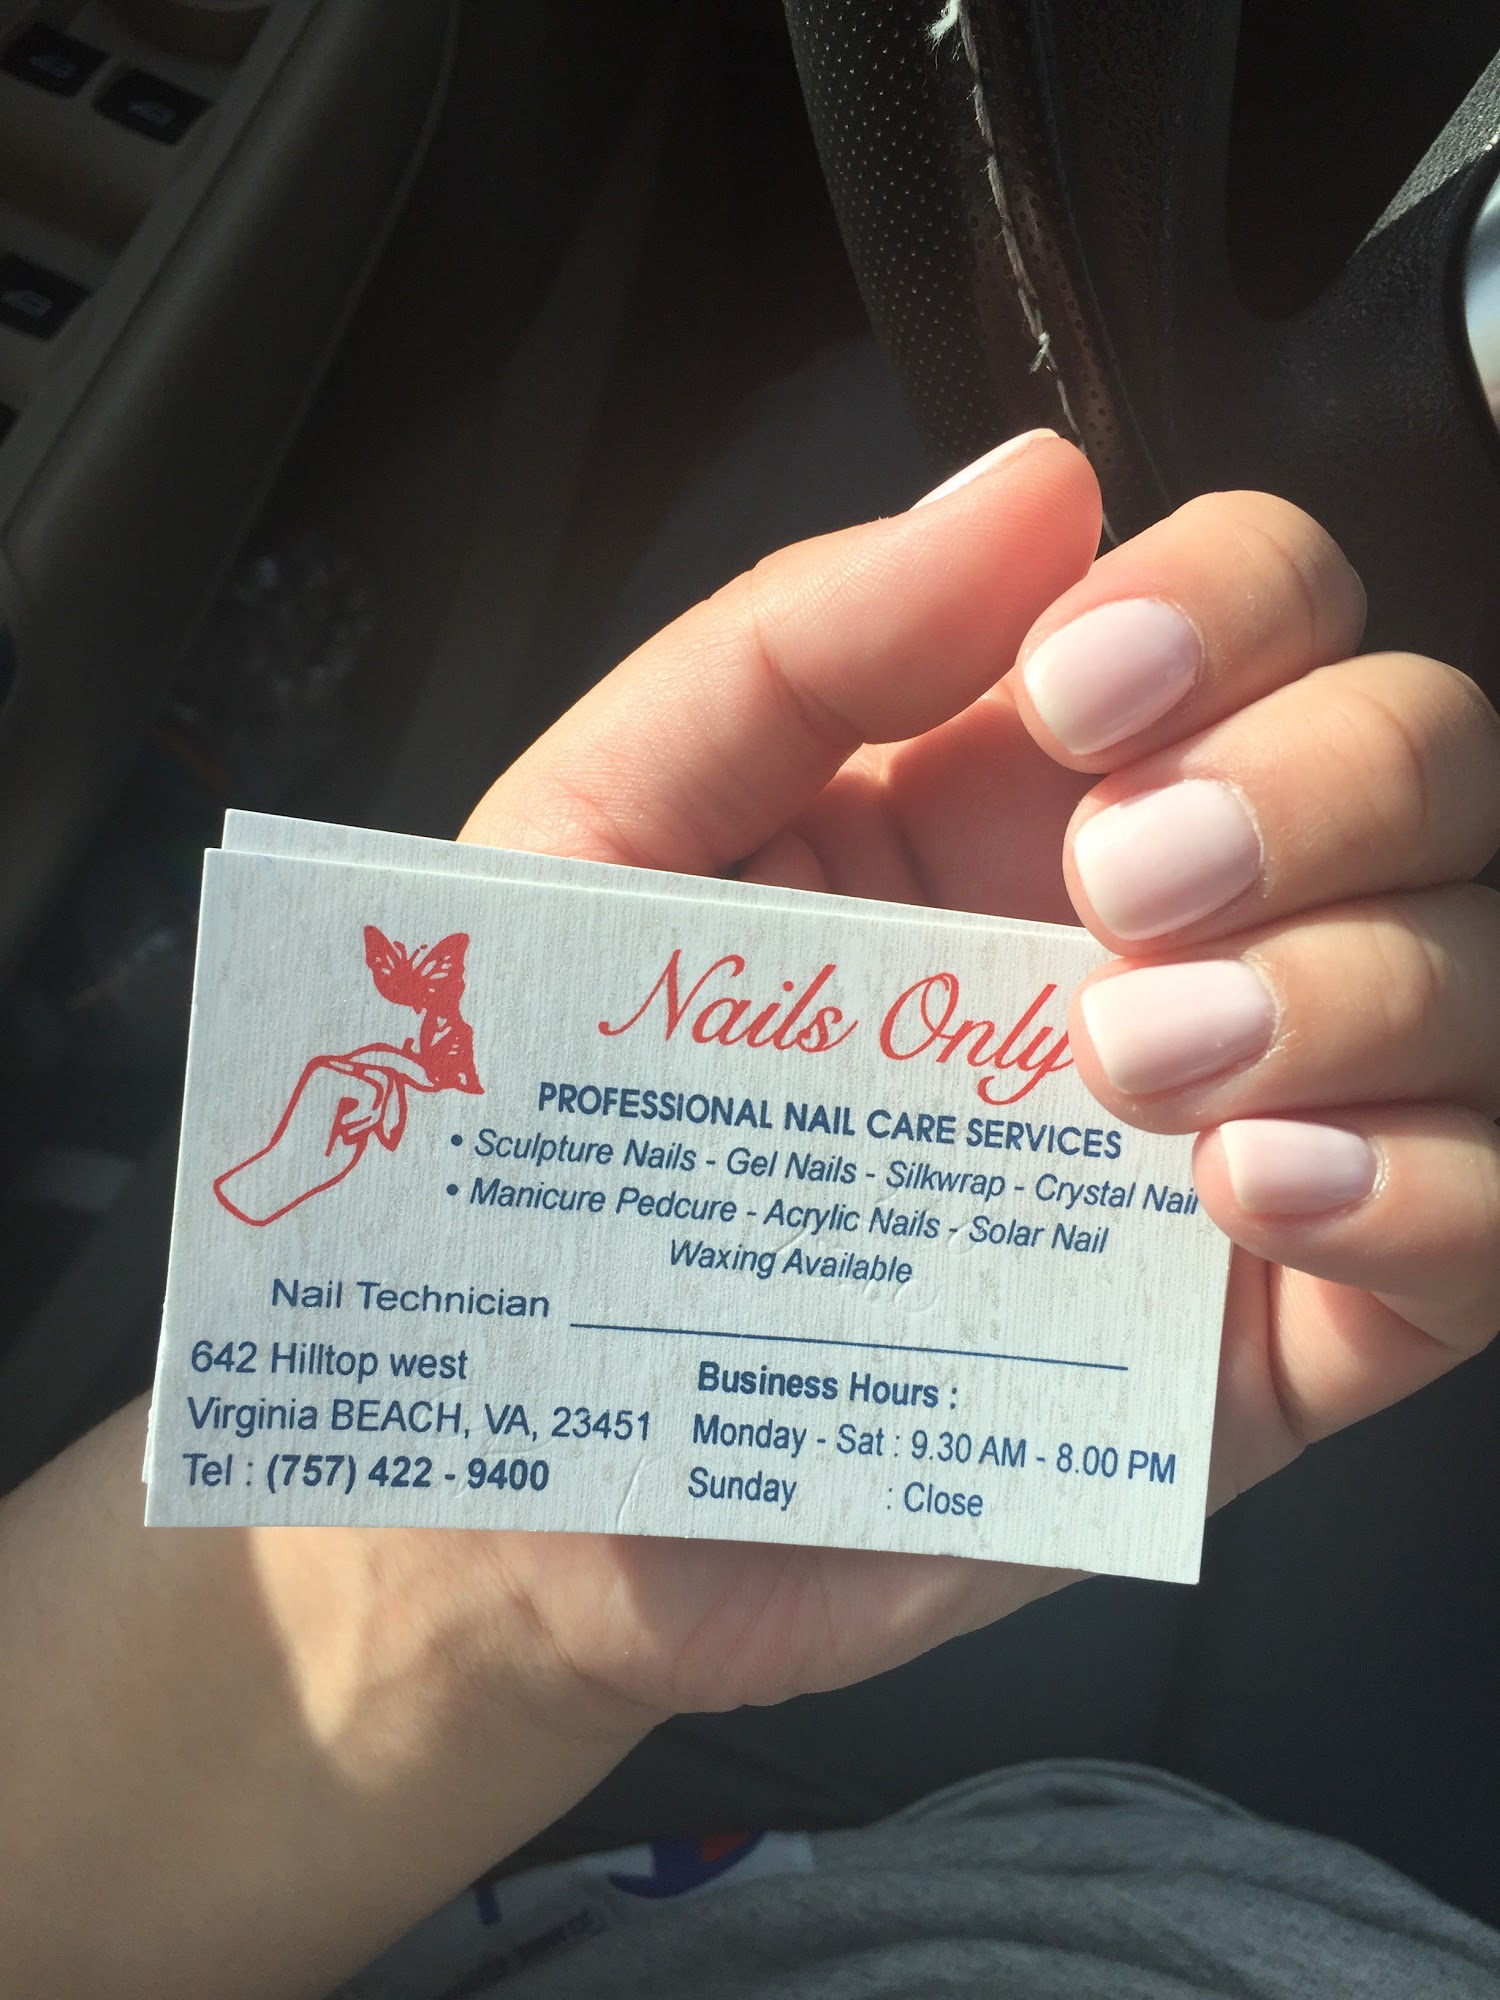 Nails Only
PROFESSIONAL NAIL CARE SERVICES
• Sculpture Nails - Gel Nails - Silkwrap - Crystal Nail
• Manicure Pedcure - Acrylic Nails - Solar Nail
Waxing Available
Nail Technician
642 Hilltop west
Virginia BEACH, VA, 23451
Tel : (757) 422 - 9400
Business Hours :
Monday - Sat : 9.30 AM - 8.00 PM
Sunday : Close